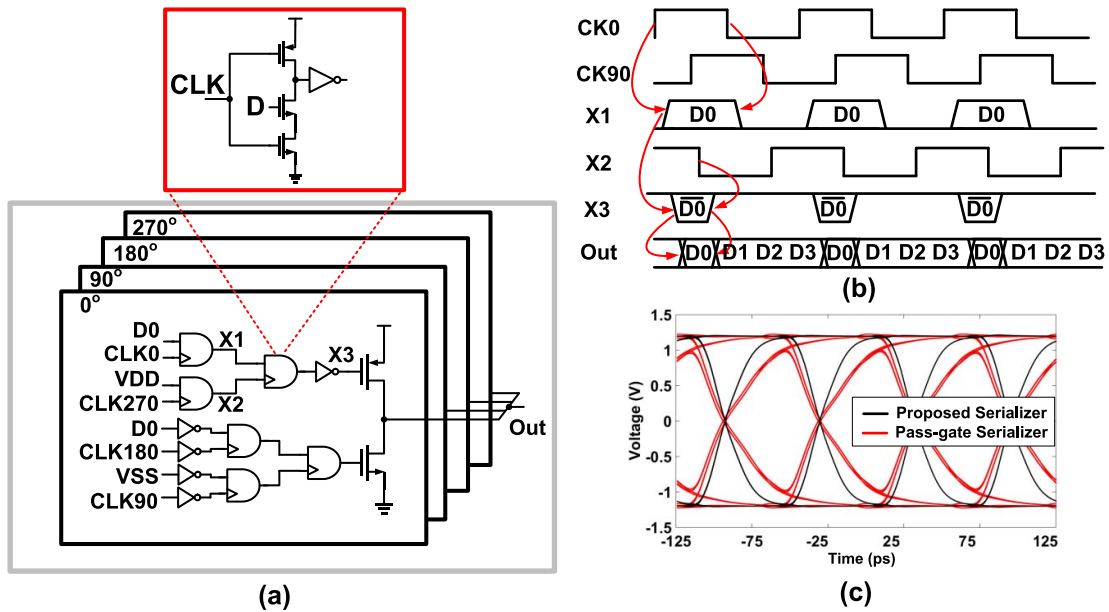 CLK
D
270°
180°
90°
0°
D0
CLK0
X1
VDD
CLK270
X2
X3
D0
CLK180
VSS
CLK90
Out
(a)
CK0
CK90
X1 D0 D0 D0
X2
X3 D0 D0 D0
Out D0 D1 D2 D3 D0 D1 D2 D3 D0 D1 D2 D3
(b)
1.5
1
0.5
0
-0.5
-1
-1.5
Voltage (V)
Proposed Serializer
Pass-gate Serializer
-125 -75 -25 25 75 125
Time (ps)
(c)